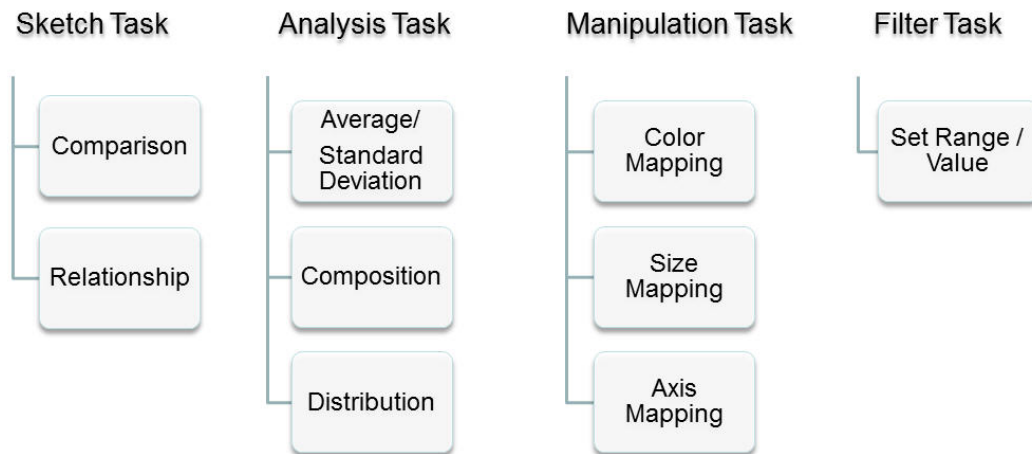 Sketch Task
Comparison
Relationship
Analysis Task
Average/
Standard
Deviation
Composition
Distribution
Manipulation Task
Color
Mapping
Size
Mapping
Axis
Mapping
Filter Task
Set Range /
Value